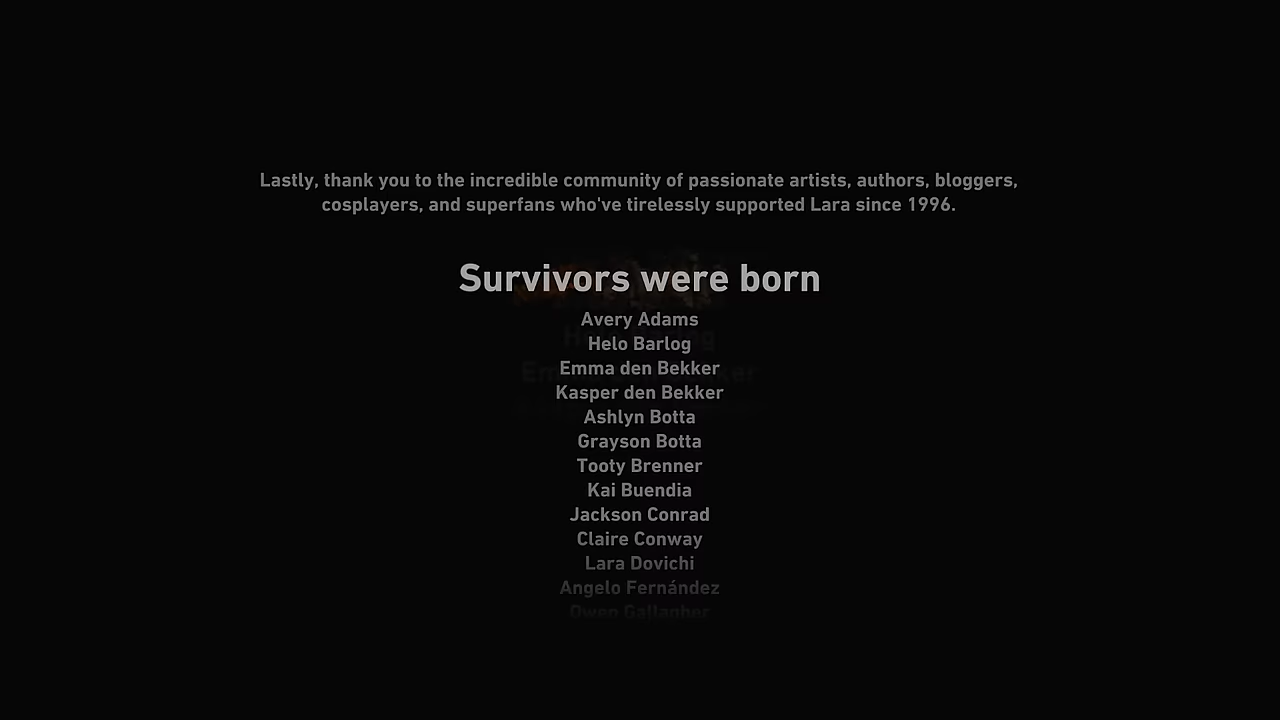 Lastly, thank you to the incredible community of passionate artists, authors, bloggers,
cosplayers, and superfans who've tirelessly supported Lara since 1996.
Survivors were born
Avery Adams
Helo Barlog
Emma den Bekker
Kasper den Bekker
Ashlyn Botta
Grayson Botta
Tooty Brenner
Kai Buendia
Jackson Conrad
Claire Conway
Lara Dovichi
Angelo Fernández
Owen Gallagher